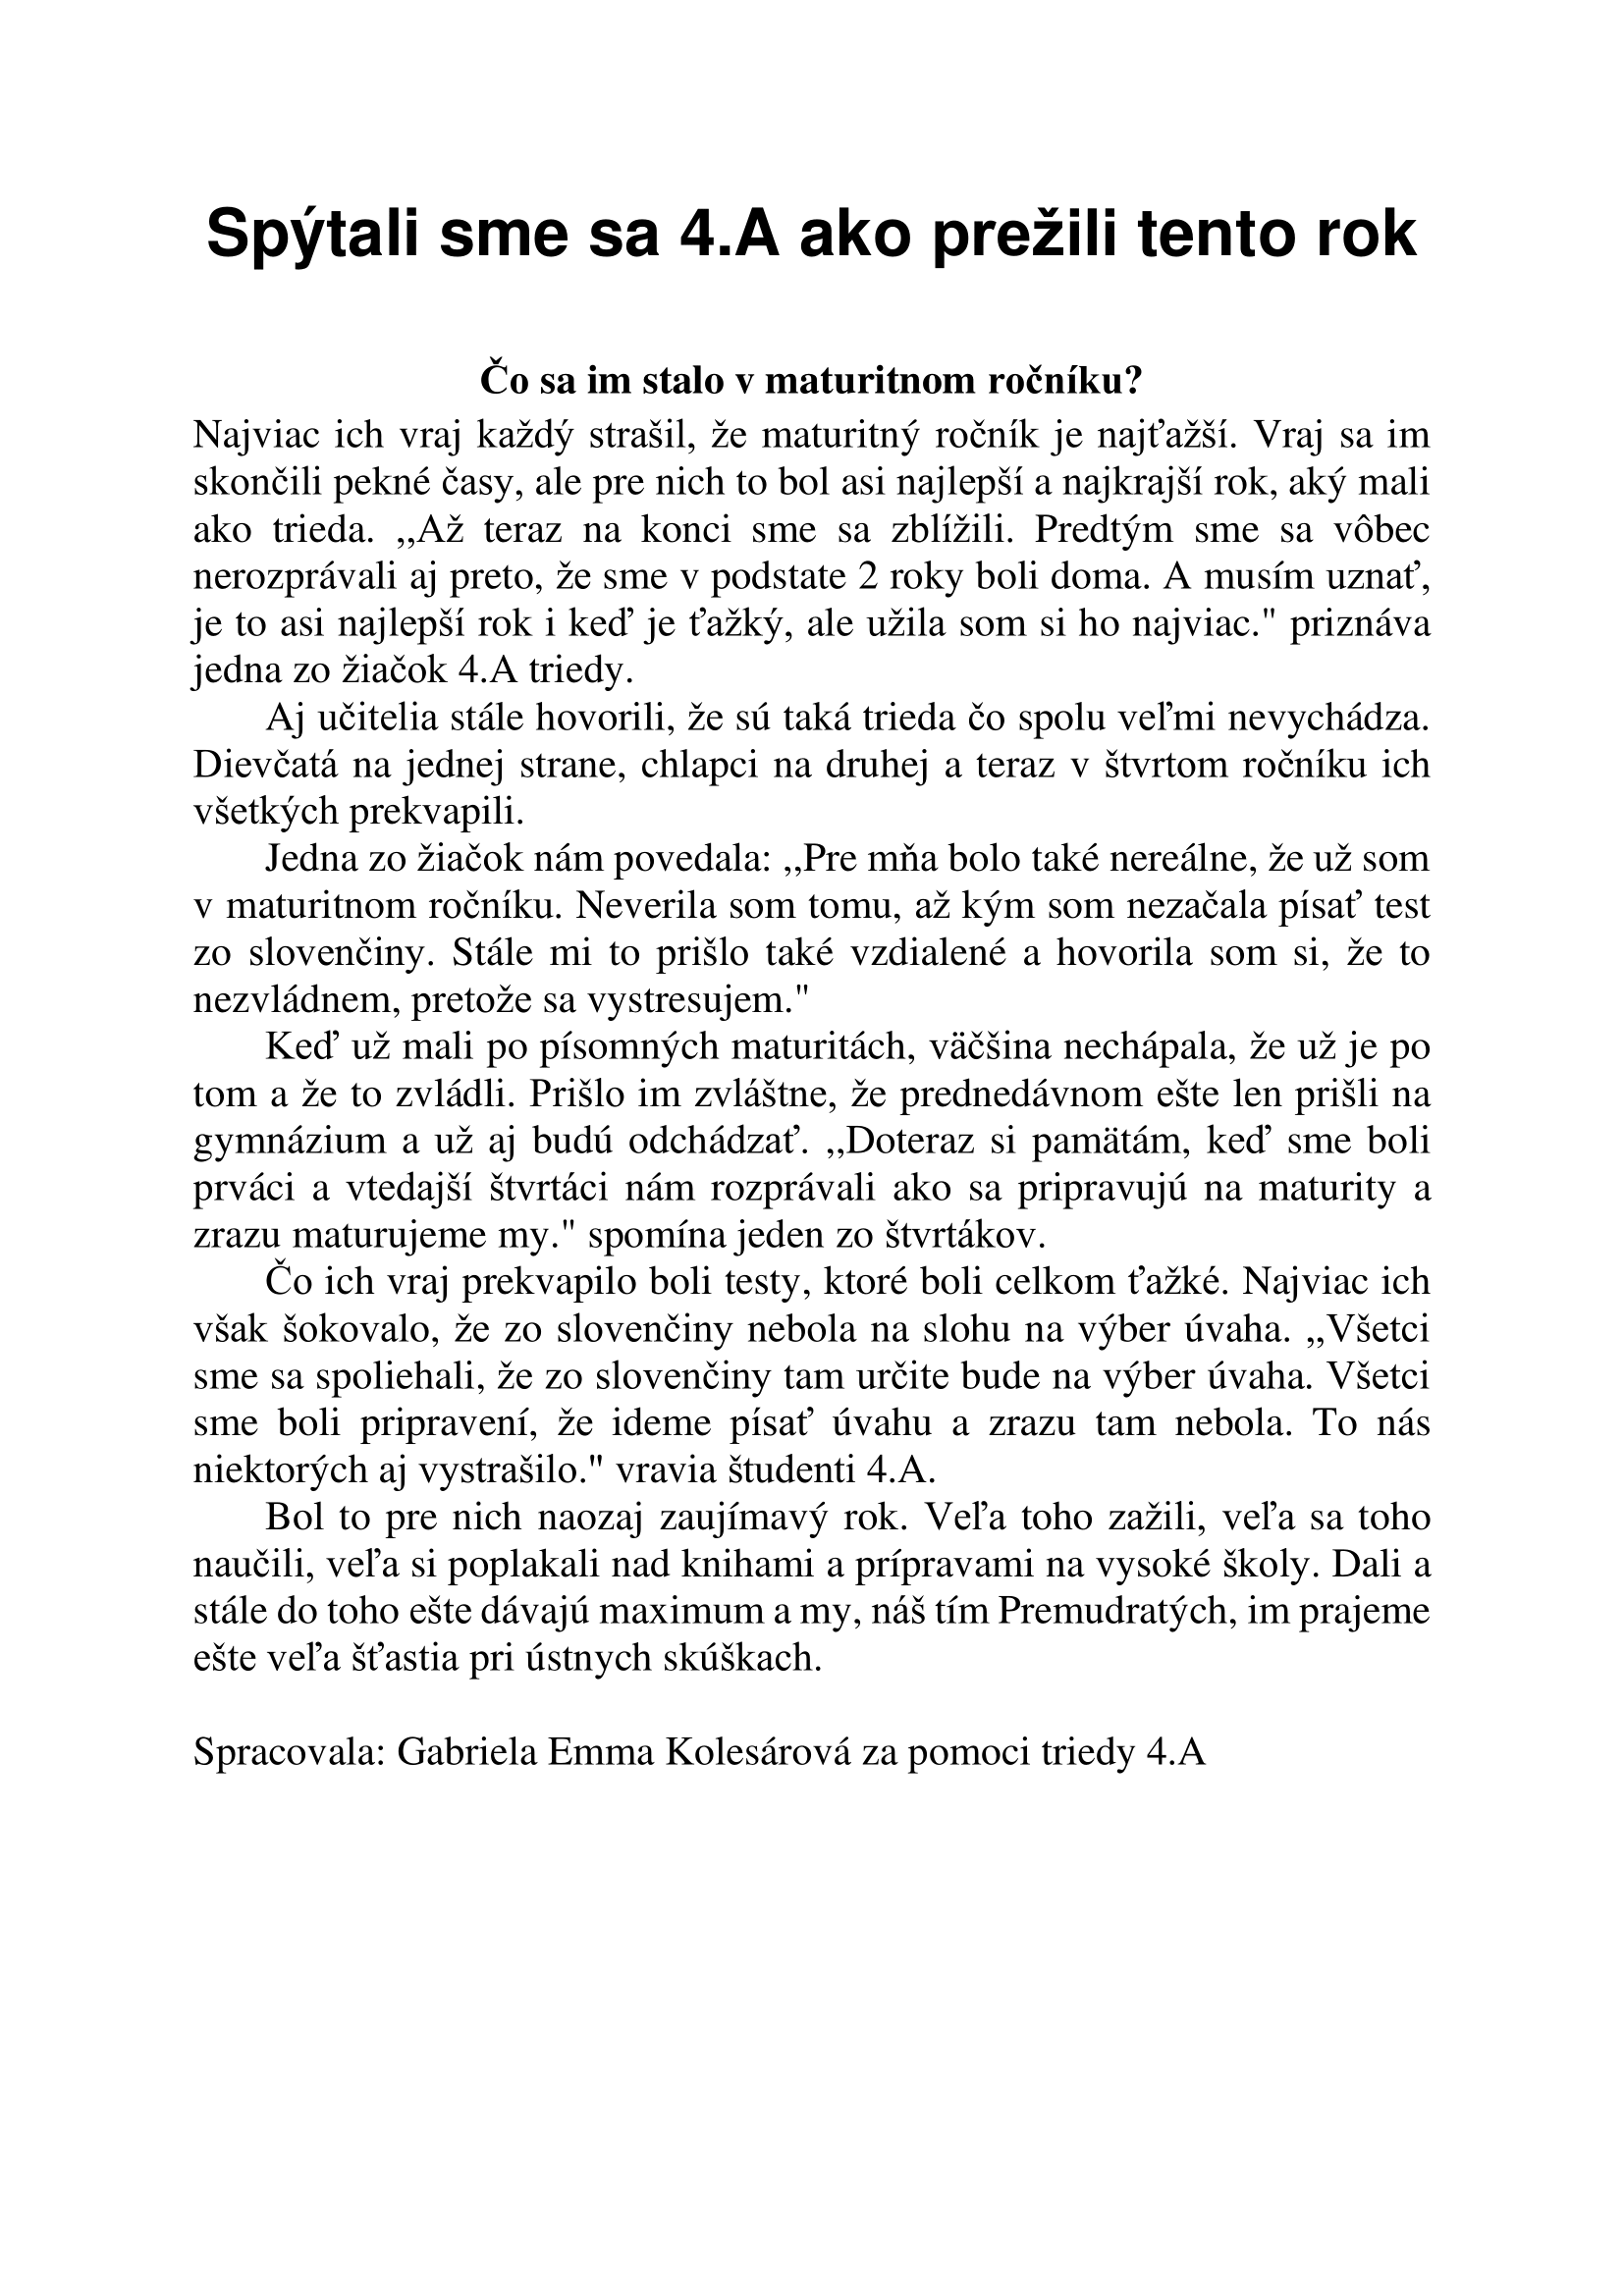 Spýtali sme sa 4.A ako prežili tento rok
Čo sa im stalo v maturitnom ročníku?
Najviac ich vraj každý strašil, že maturitný ročník je najťažší. Vraj sa im
skončili pekné časy, ale pre nich to bol asi najlepší a najkrajší rok, aký mali
ako trieda. ,,Až teraz na konci sme sa zblížili. Predtým sme sa vôbec
nerozprávali aj preto, že sme v podstate 2 roky boli doma. A musím uznať,
je to asi najlepší rok i keď je ťažký, ale užila som si ho najviac." priznáva
jedna zo žiačok 4.A triedy.
Aj učitelia stále hovorili, že sú taká trieda čo spolu veľmi nevychádza.
Dievčatá na jednej strane, chlapci na druhej a teraz v štvrtom ročníku ich
všetkých prekvapili.
Jedna zo žiačok nám povedala: ,,Pre mňa bolo také nereálne, že už som
v maturitnom ročníku. Neverila som tomu, až kým som nezačala písať test
zo slovenčiny. Stále mi to prišlo také vzdialené a hovorila som si, že to
nezvládnem, pretože sa vystresujem."
Keď už mali po písomných maturitách, väčšina nechápala, že už je po
tom a že to zvládli. Prišlo im zvláštne, že prednedávnom ešte len prišli na
gymnázium a už aj budú odchádzať. ,,Doteraz si pamätám, keď sme boli
prváci a vtedajší štvrtáci nám rozprávali ako sa pripravujú na maturity a
zrazu maturujeme my." spomína jeden zo štvrtákov.
Čo ich vraj prekvapilo boli testy, ktoré boli celkom ťažké. Najviac ich
však šokovalo, že zo slovenčiny nebola na slohu na výber úvaha. ,,Všetci
sme sa spoliehali, že zo slovenčiny tam určite bude na výber úvaha. Všetci
sme boli pripravení, že ideme písať úvahu a zrazu tam nebola. To nás
niektorých aj vystrašilo." vravia študenti 4.A.
Bol to pre nich naozaj zaujímavý rok. Veľa toho zažili, veľa sa toho
naučili, veľa si poplakali nad knihami a prípravami na vysoké školy. Dali a
stále do toho ešte dávajú maximum a my, náš tím Premudratých, im prajeme
ešte veľa šťastia pri ústnych skúškach.
Spracovala: Gabriela Emma Kolesárová za pomoci triedy 4.A